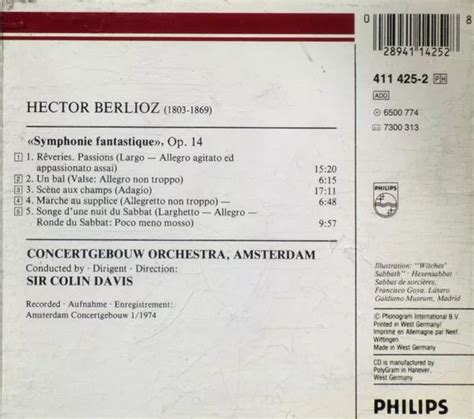 0 28941 14252 8
411 425-2 PH
ADD
6500 774
7300 313
HECTOR BERLIOZ (1803-1869)
«Symphonie fantastique», Op. 14
1 1. Rêveries. Passions (Largo — Allegro agitato ed
appassionato assai) 15:20
2 2. Un bal (Valse: Allegro non troppo) 6:15
3 3. Scène aux champs (Adagio) 17:11
4 4. Marche au supplice (Allegretto non troppo) — 6:48
5 5. Songe d'une nuit du Sabbat (Larghetto — Allegro —
Ronde du Sabbat: Poco meno mosso) 9:57
CONCERTGEBOUW ORCHESTRA, AMSTERDAM
Conducted by · Dirigent · Direction:
SIR COLIN DAVIS
Recorded · Aufnahme · Enregistrement:
Amsterdam Concertgebouw 1/1974
PHILIPS
Illustration: "Witches'
Sabbath" · Hexensabbat
Sabbat de sorcières,
Francisco Goya. Lázaro
Galdiano Museum, Madrid
Ⓟ Phonogram International B.V.
Printed in West Germany/
Imprimé en Allemagne par Neef
Wittingen.
Made in West Germany
CD is manufactured by
PolyGram in Hanover,
West Germany.
PHILIPS